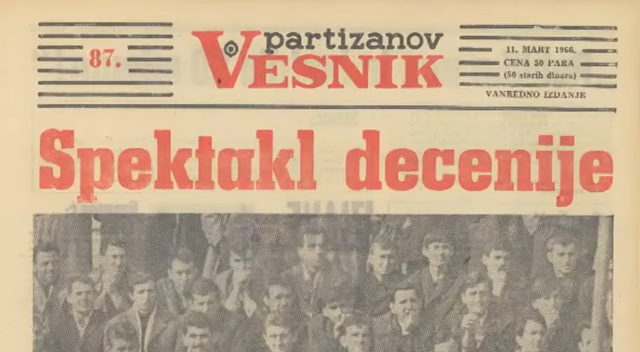 87.
partizanov
VESNIK
11. MART 1966.
CENA 50 PARA
(50 starih dinara)
VANREDNO IZDANJE
Spektakl decenije